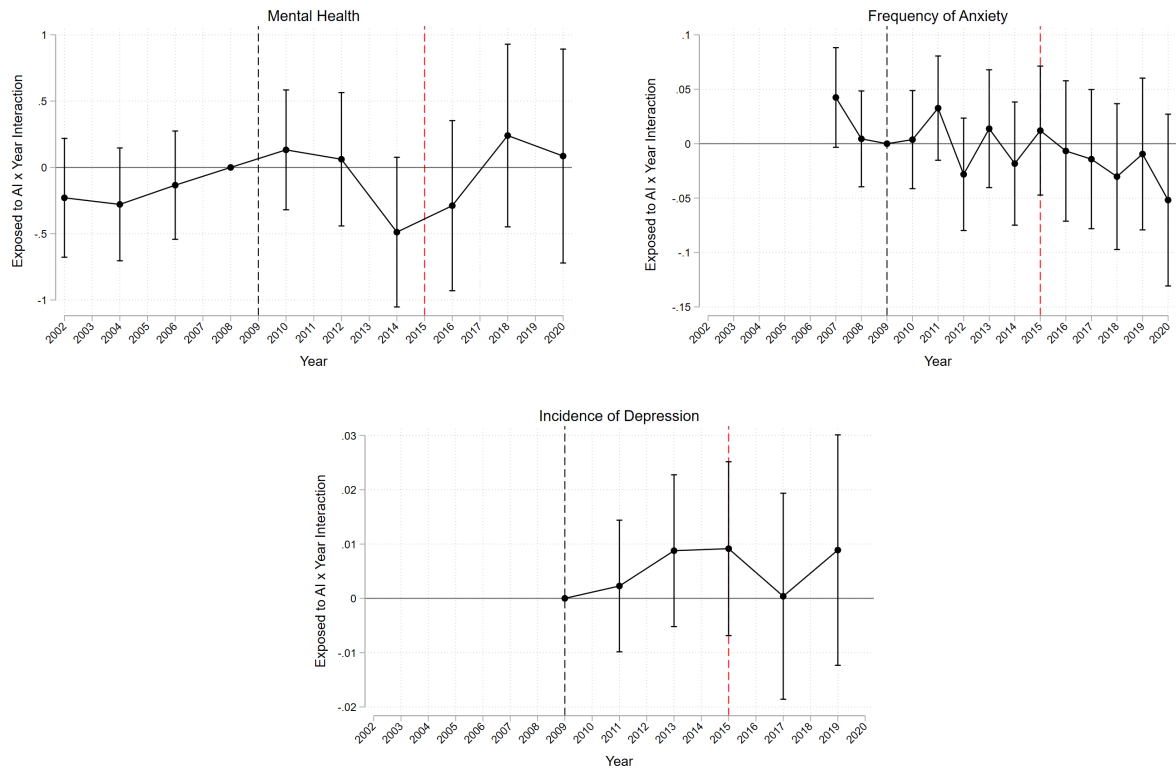 Mental Health
Exposed to AI x Year Interaction
1
.5
0
-.5
-1
2002 2003 2004 2005 2006 2007 2008 2009 2010 2011 2012 2013 2014 2015 2016 2017 2018 2019 2020
Year
Frequency of Anxiety
Exposed to AI x Year Interaction
.1
.05
0
-.05
-.1
-.15
2002 2003 2004 2005 2006 2007 2008 2009 2010 2011 2012 2013 2014 2015 2016 2017 2018 2019 2020
Year
Incidence of Depression
Exposed to AI x Year Interaction
.03
.02
.01
0
-.01
-.02
2002 2003 2004 2005 2006 2007 2008 2009 2010 2011 2012 2013 2014 2015 2016 2017 2018 2019 2020
Year